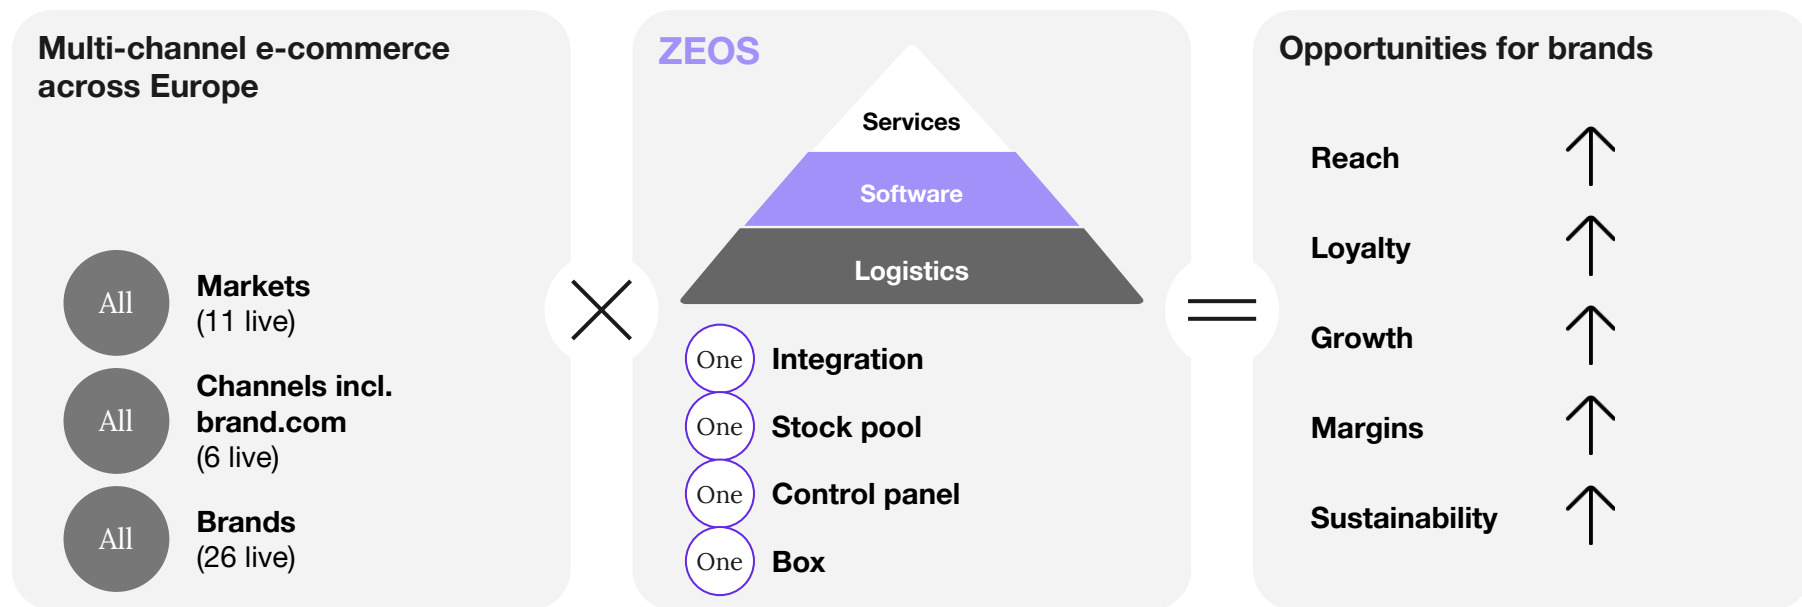 Multi-channel e-commerce
across Europe
All
Markets
(11 live)
All
Channels incl.
brand.com
(6 live)
All
Brands
(26 live)
ZEOS
Services
Software
Logistics
One
Integration
One
Stock pool
One
Control panel
One
Box
Opportunities for brands
Reach
Loyalty
Growth
Margins
Sustainability